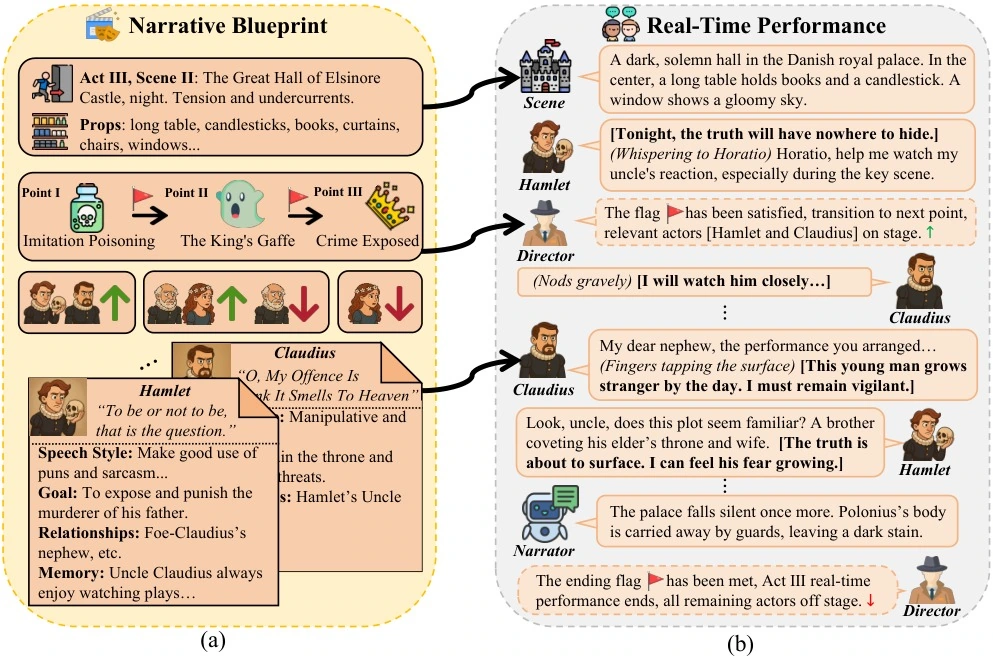 Narrative Blueprint
Act III, Scene II: The Great Hall of Elsinore
Castle, night. Tension and undercurrents.
Props: long table, candlesticks, books, curtains,
chairs, windows...
Point I
Point II
Point III
Imitation Poisoning
The King's Gaffe
Crime Exposed
Claudius
“O, My Offence Is
nk It Smells To Heaven”
: Manipulative and
in the throne and
threats.
s: Hamlet’s Uncle
Hamlet
“To be or not to be,
that is the question.”
Speech Style: Make good use of
puns and sarcasm...
Goal: To expose and punish the
murderer of his father.
Relationships: Foe-Claudius’s
nephew, etc.
Memory: Uncle Claudius always
enjoy watching plays…
(a)
Real-Time Performance
Scene
A dark, solemn hall in the Danish royal palace. In the
center, a long table holds books and a candlestick. A
window shows a gloomy sky.
Hamlet
[Tonight, the truth will have nowhere to hide.]
(Whispering to Horatio) Horatio, help me watch my
uncle's reaction, especially during the key scene.
Director
The flag has been satisfied, transition to next point,
relevant actors [Hamlet and Claudius] on stage. ↑
(Nods gravely) [I will watch him closely…]
Claudius
⋮
Claudius
My dear nephew, the performance you arranged…
(Fingers tapping the surface) [This young man grows
stranger by the day. I must remain vigilant.]
Look, uncle, does this plot seem familiar? A brother
coveting his elder’s throne and wife. [The truth is
about to surface. I can feel his fear growing.]
Hamlet
⋮
Narrator
The palace falls silent once more. Polonius’s body
is carried away by guards, leaving a dark stain.
The ending flag has been met, Act III real-time
performance ends, all remaining actors off stage. ↓
Director
(b)